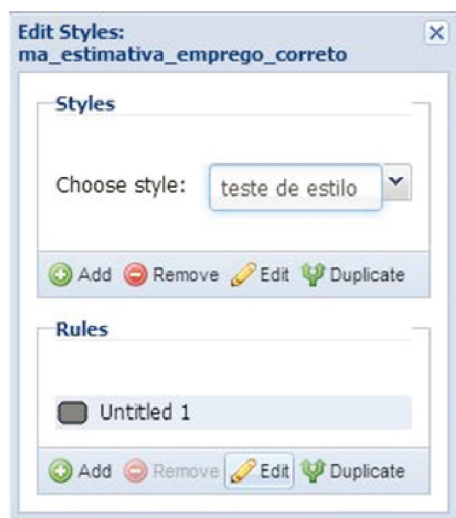 Edit Styles:
ma_estimativa_emprego_correto
Styles
Choose style: teste de estilo
Add Remove Edit Duplicate
Rules
Untitled 1
Add Remove Edit Duplicate